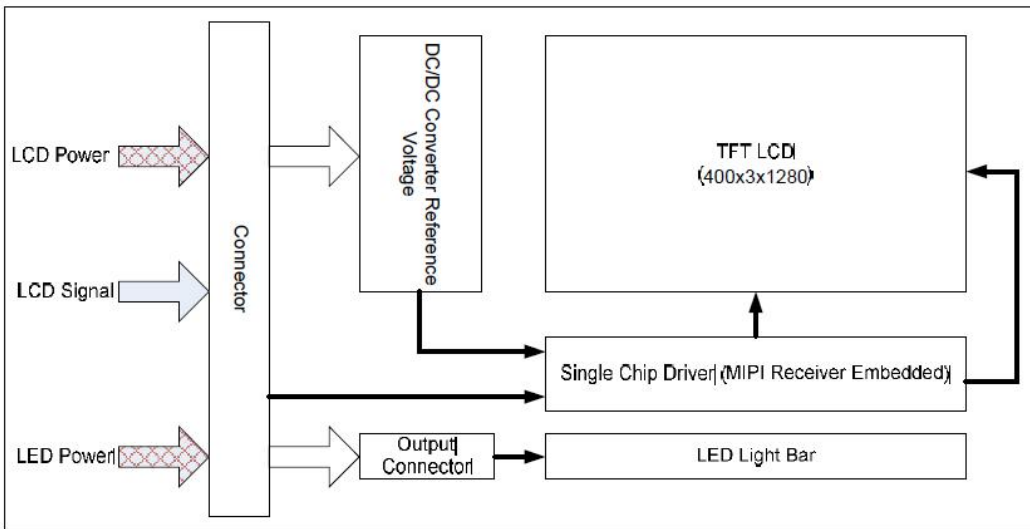 LCD Power
LCD Signal
LED Power
Connector
DC/DC Converter Reference
Voltage
TFT LCD
(400x3x1280)
Single Chip Driver (MIPI Receiver Embedded)
Output
Connector
LED Light Bar